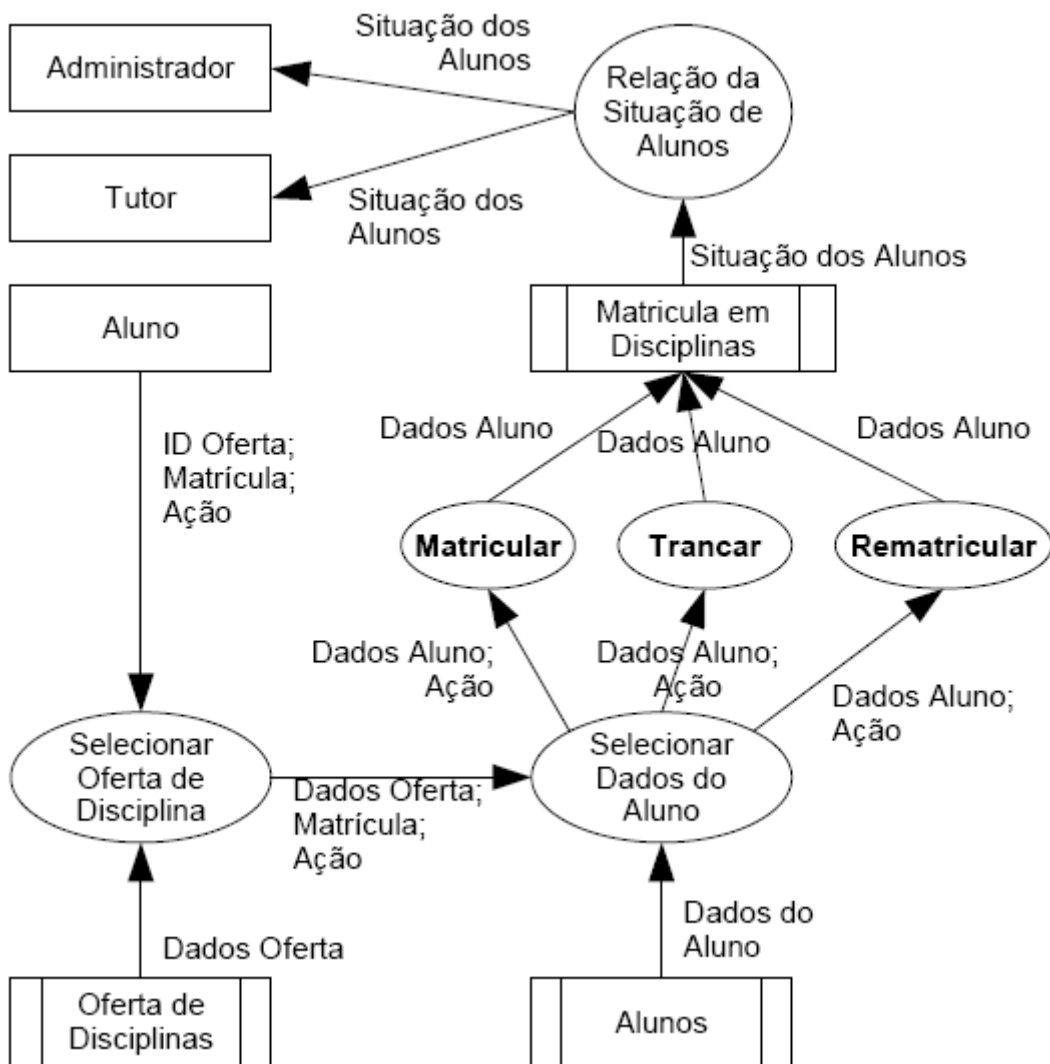 Situação dos
Alunos
Administrador
Relação da
Situação de
Alunos
Tutor
Situação dos
Alunos
Situação dos Alunos
Aluno
Matricula em
Disciplinas
Dados Aluno
Dados Aluno
Dados Aluno
ID Oferta;
Matrícula;
Ação
Matricular
Trancar
Rematricular
Dados Aluno;
Ação
Dados Aluno;
Ação
Dados Aluno;
Ação
Selecionar
Oferta de
Disciplina
Dados Oferta;
Matrícula;
Ação
Selecionar
Dados do
Aluno
Dados Oferta
Dados do
Aluno
Oferta de
Disciplinas
Alunos